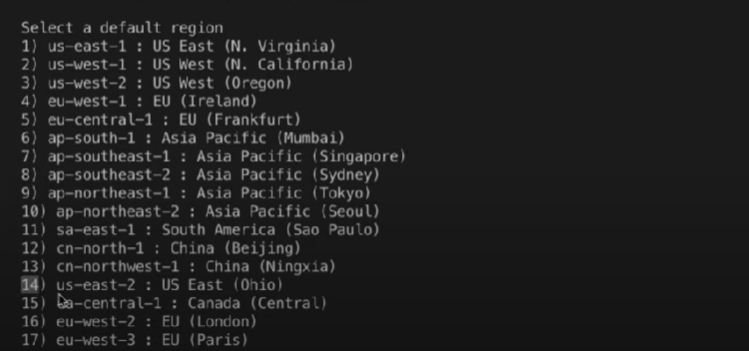 Select a default region
1) us-east-1 : US East (N. Virginia)
2) us-west-1 : US West (N. California)
3) us-west-2 : US West (Oregon)
4) eu-west-1 : EU (Ireland)
5) eu-central-1 : EU (Frankfurt)
6) ap-south-1 : Asia Pacific (Mumbai)
7) ap-southeast-1 : Asia Pacific (Singapore)
8) ap-southeast-2 : Asia Pacific (Sydney)
9) ap-northeast-1 : Asia Pacific (Tokyo)
10) ap-northeast-2 : Asia Pacific (Seoul)
11) sa-east-1 : South America (Sao Paulo)
12) cn-north-1 : China (Beijing)
13) cn-northwest-1 : China (Ningxia)
14) us-east-2 : US East (Ohio)
15) ca-central-1 : Canada (Central)
16) eu-west-2 : EU (London)
17) eu-west-3 : EU (Paris)